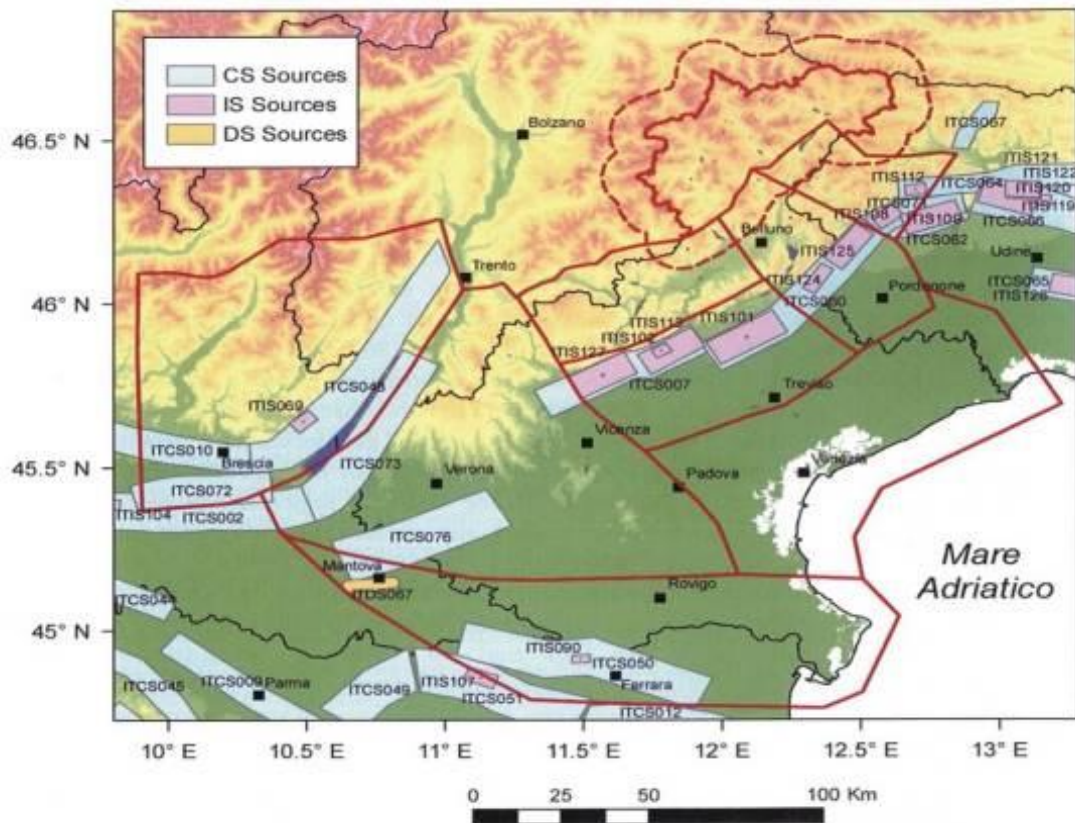 CS Sources
IS Sources
DS Sources
Bolzano
ITCS067
46.5° N
ITIS121
ITIS122
ITIS112
ITCS064
ITIS120
ITCS071
ITIS119
ITIS108
ITIS109
ITCS066
ITCS062
Belluno
Udine
ITIS125
Trento
ITIS124
ITCS065
Pordenone
ITIS126
46° N
ITCS060
ITIS101
ITIS113
ITIS102
ITIS127
ITCS048
ITCS007
Treviso
ITIS069
Vicenza
ITCS010
45.5° N
Brescia
ITCS073
Verona
Venezia
ITCS072
Padova
ITIS104
ITCS002
ITCS076
Mare
Adriatico
Mantova
ITDS067
Rovigo
ITCS044
45° N
ITIS090
ITCS050
ITCS009
ITCS045
Parma
ITCS049
ITIS107
Ferrara
ITCS051
ITCS012
10° E
10.5° E
11° E
11.5° E
12° E
12.5° E
13° E
0 25 50 100 Km